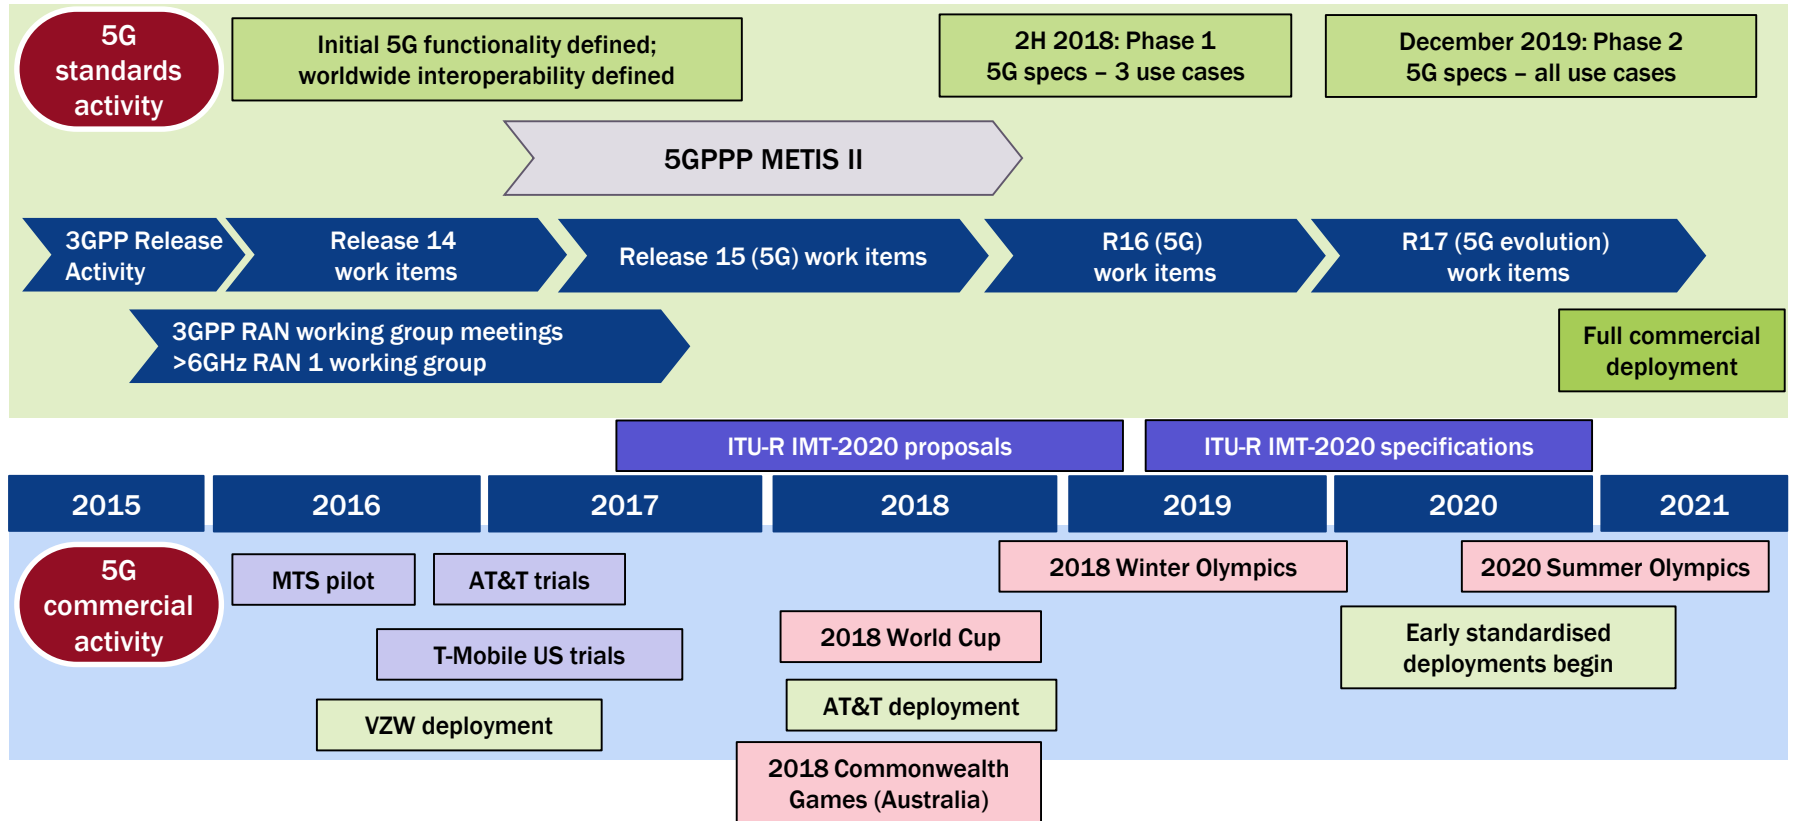 5G
standards
activity
Initial 5G functionality defined;
worldwide interoperability defined
2H 2018: Phase 1
5G specs – 3 use cases
December 2019: Phase 2
5G specs – all use cases
5GPPP METIS II
3GPP Release
Activity
Release 14
work items
Release 15 (5G) work items
R16 (5G)
work items
R17 (5G evolution)
work items
3GPP RAN working group meetings
>6GHz RAN 1 working group
Full commercial
deployment
ITU-R IMT-2020 proposals
ITU-R IMT-2020 specifications
2015
2016
2017
2018
2019
2020
2021
5G
commercial
activity
MTS pilot
AT&T trials
2018 Winter Olympics
2020 Summer Olympics
T-Mobile US trials
2018 World Cup
Early standardised
deployments begin
VZW deployment
AT&T deployment
2018 Commonwealth
Games (Australia)